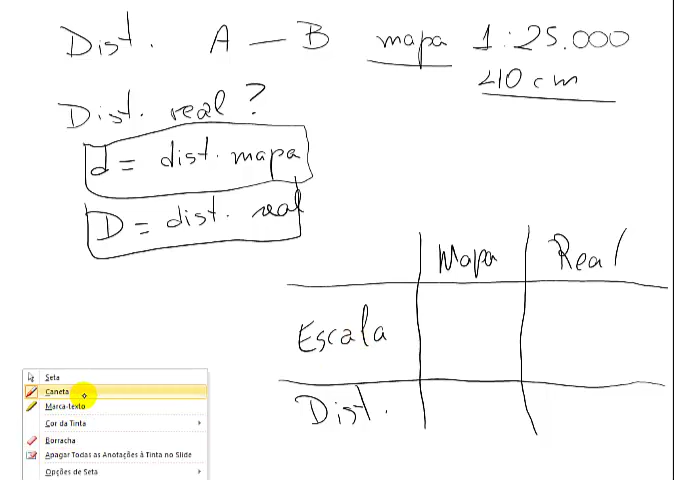 Dist. A — B mapa 1:25.000
40 cm
Dist. real?
d = dist. mapa
D = dist. real
Mapa Real
Escala
Dist.
Seta
Caneta
Marca-texto
Cor da Tinta
Borracha
Apagar Todas as Anotações à Tinta no Slide
Opções de Seta